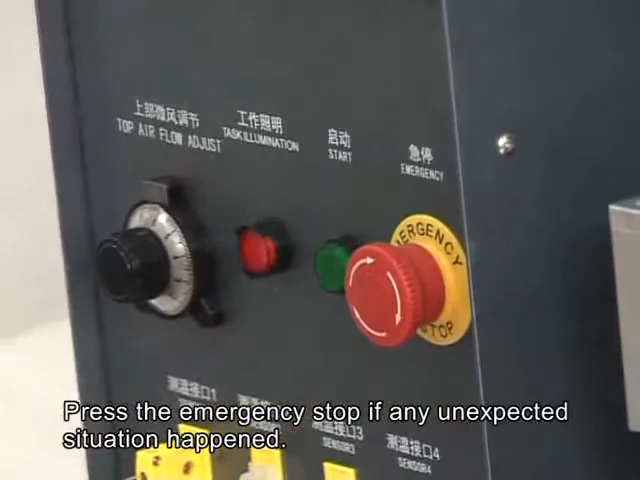 上部微风调节
TOP AIR FLOW ADJUST
工作照明
TASK ILLUMINATION
启动
START
急停
EMERGENCY
EMERGENCY
STOP
测温接口1
测温接口3
SENSOR3
测温接口4
SENSOR4
Press the emergency stop if any unexpected
situation happened.